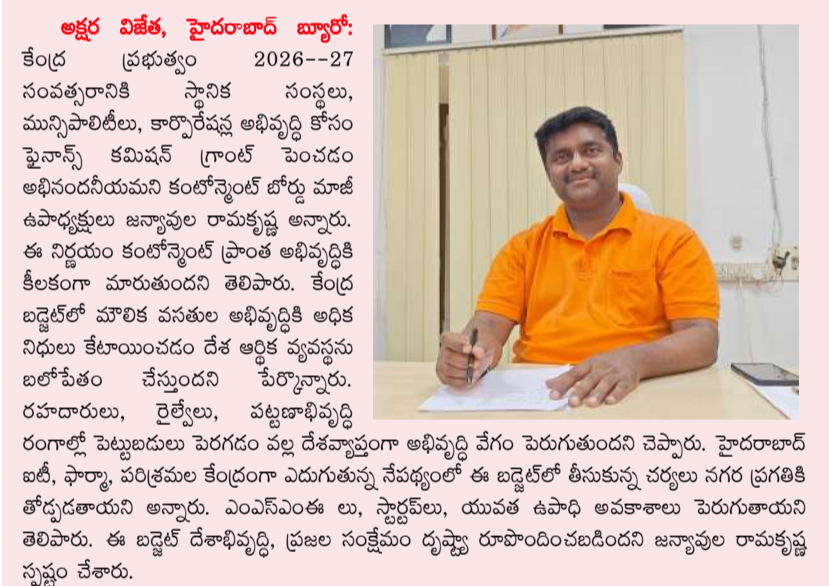 అక్షర విజేత, హైదరాబాద్ బ్యూరో:
కేంద్ర ప్రభుత్వం 2026--27
సంవత్సరానికి స్థానిక సంస్థలు,
మున్సిపాలిటీలు, కార్పొరేషన్ల అభివృద్ధి కోసం
ఫైనాన్స్ కమిషన్ గ్రాంట్ పెంచడం
అభినందనీయమని కంటోన్మెంట్ బోర్డు మాజీ
ఉపాధ్యక్షులు జన్యావుల రామకృష్ణ అన్నారు.
ఈ నిర్ణయం కంటోన్మెంట్ ప్రాంత అభివృద్ధికి
కీలకంగా మారుతుందని తెలిపారు. కేంద్ర
బడ్జెట్‌లో మౌలిక వసతుల అభివృద్ధికి అధిక
నిధులు కేటాయించడం దేశ ఆర్థిక వ్యవస్థను
బలోపేతం చేస్తుందని పేర్కొన్నారు.
రహదారులు, రైల్వేలు, పట్టణాభివృద్ధి
రంగాల్లో పెట్టుబడులు పెరగడం వల్ల దేశవ్యాప్తంగా అభివృద్ధి వేగం పెరుగుతుందని చెప్పారు. హైదరాబాద్
ఐటీ, ఫార్మా, పరిశ్రమల కేంద్రంగా ఎదుగుతున్న నేపథ్యంలో ఈ బడ్జెట్‌లో తీసుకున్న చర్యలు నగర ప్రగతికి
తోడ్పడతాయని అన్నారు. ఎంఎస్ఎంఈ లు, స్టార్టప్‌లు, యువత ఉపాధి అవకాశాలు పెరుగుతాయని
తెలిపారు. ఈ బడ్జెట్ దేశాభివృద్ధి, ప్రజల సంక్షేమం దృష్ట్యా రూపొందించబడిందని జన్యావుల రామకృష్ణ
స్పష్టం చేశారు.